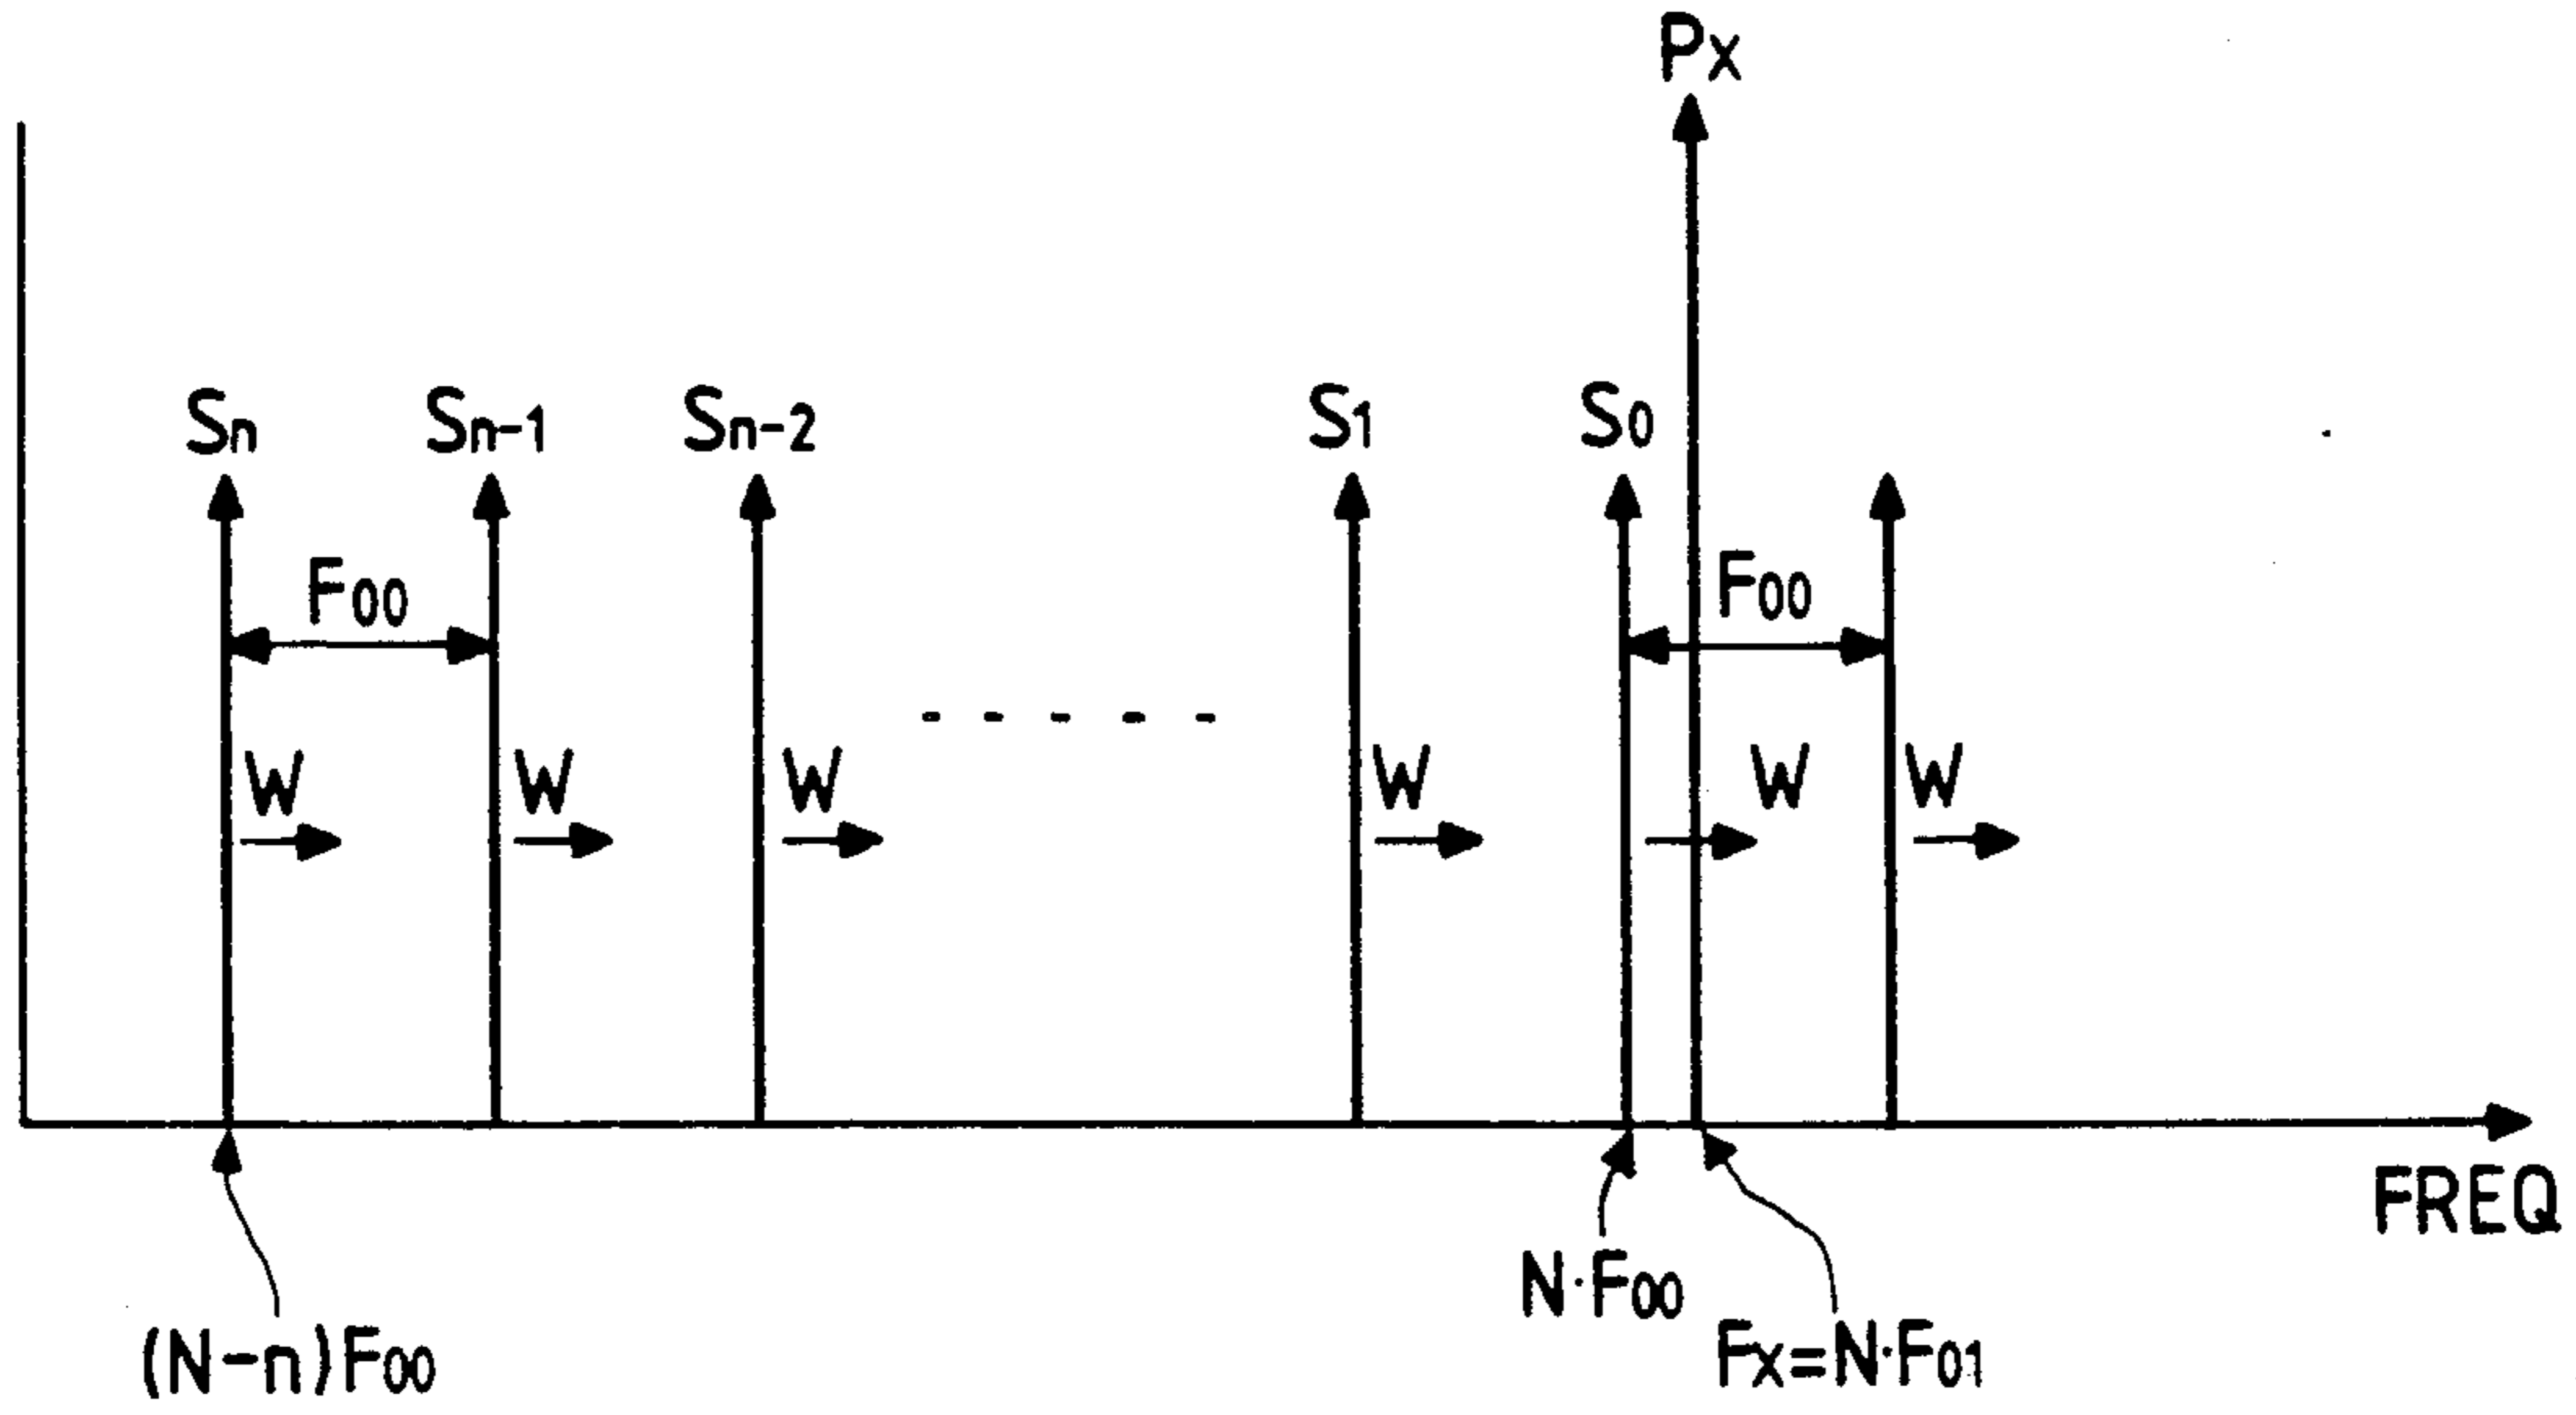 Px
Sn Sn-1 Sn-2 S1 S0
F00 F00
W W W W W W
FREQ
N·F00
(N-n)F00 Fx=N·F01